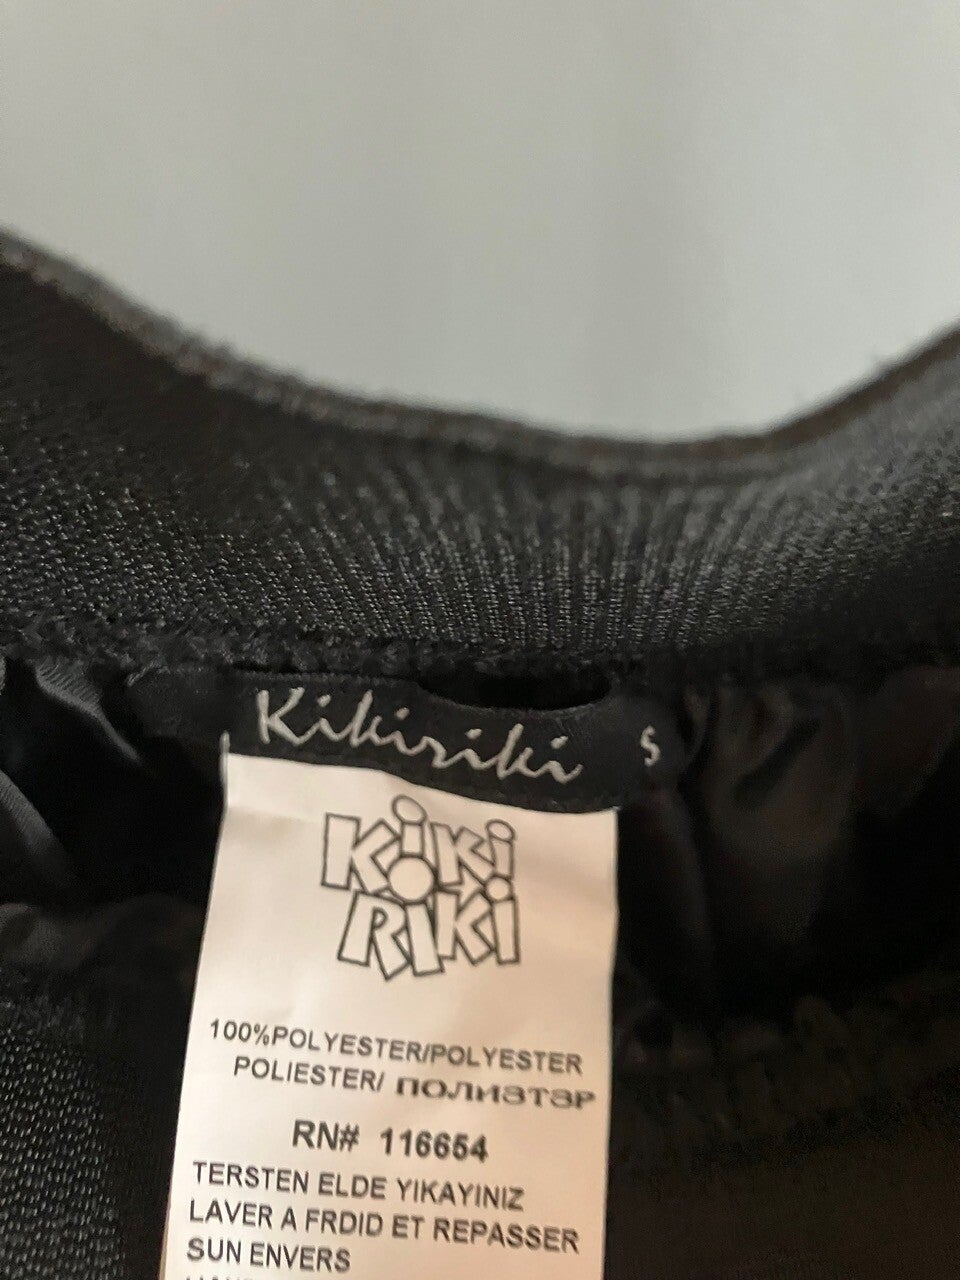 Kikiriki S
KiKi
RiKi
100%POLYESTER/POLYESTER
POLIESTER/ ПОЛИЭТЭР
RN# 116654
TERSTEN ELDE YIKAYINIZ
LAVER A FRDID ET REPASSER
SUN ENVERS